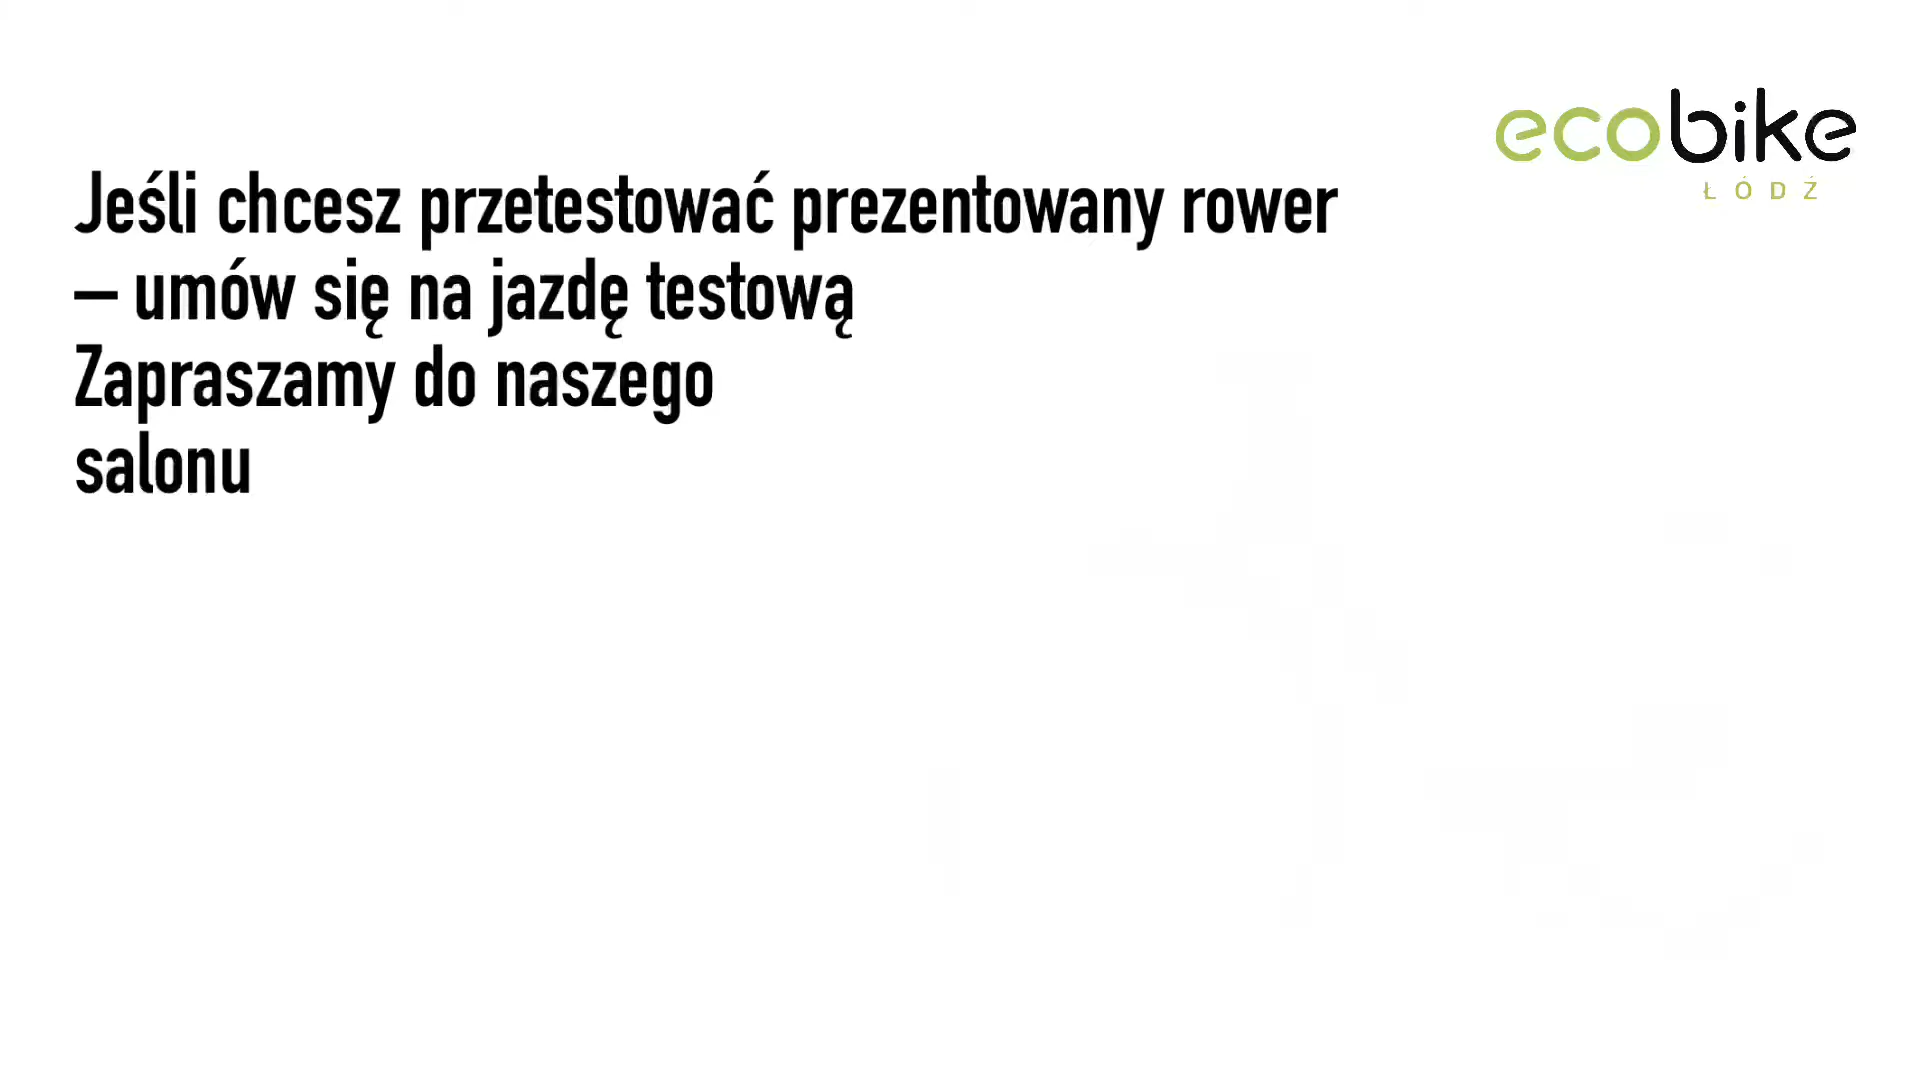 ecobike
ŁÓDŹ
Jeśli chcesz przetestować prezentowany rower
– umów się na jazdę testową
Zapraszamy do naszego
salonu